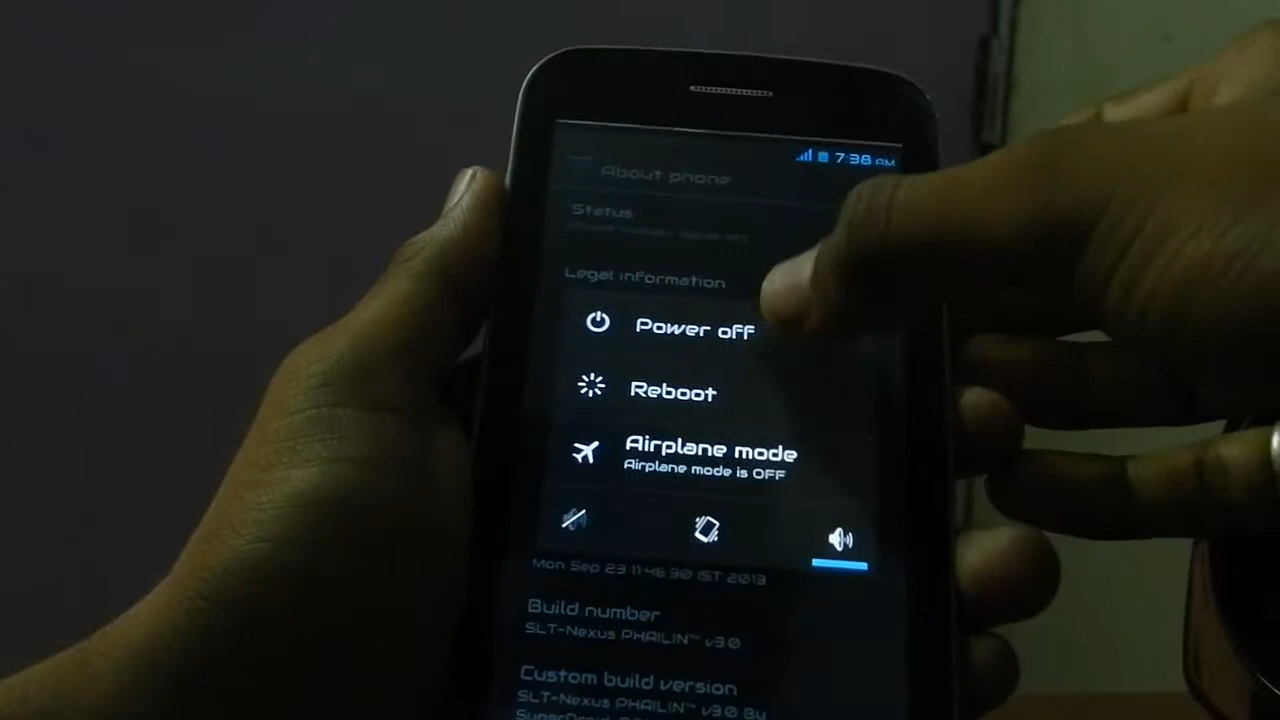 7:38 AM
About phone
Status
Legal information
Power off
Reboot
Airplane mode
Airplane mode is OFF
Mon Sep 23 11:46:30 IST 2013
Build number
SLT-Nexus PHAILIN™ v3.0
Custom build version
SLT-Nexus PHAILIN™ v3.0 By